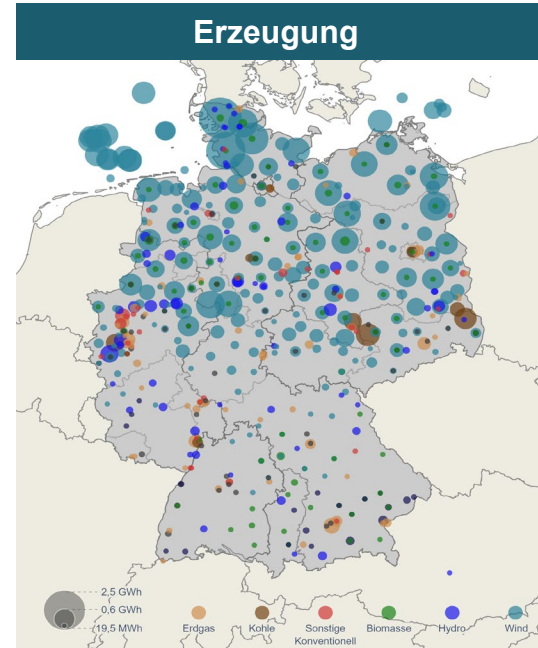 Erzeugung
2,5 GWh
0,6 GWh
19,5 MWh
Erdgas Kohle Sonstige Konventionell Biomasse Hydro Wind